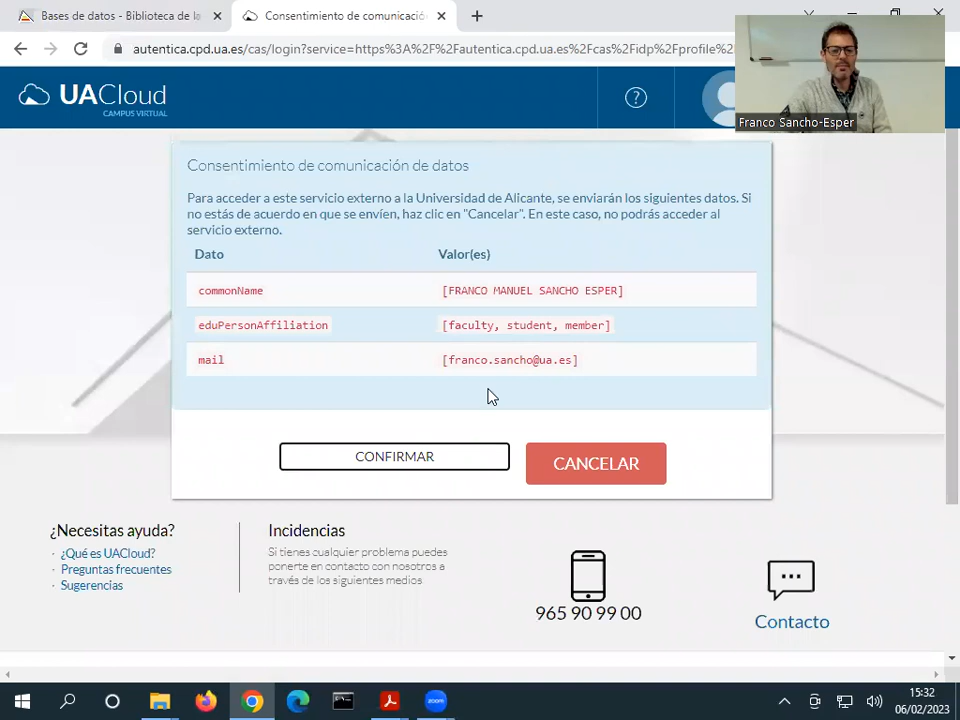 Bases de datos - Biblioteca de la
Consentimiento de comunicació
autentica.cpd.ua.es/cas/login?service=https%3A%2F%2Fautentica.cpd.ua.es%2Fcas%2Fidp%2Fprofile%2F
UACloud
CAMPUS VIRTUAL
?
Franco Sancho-Esper
Consentimiento de comunicación de datos
Para acceder a este servicio externo a la Universidad de Alicante, se enviarán los siguientes datos. Si
no estás de acuerdo en que se envíen, haz clic en "Cancelar". En este caso, no podrás acceder al
servicio externo.
Dato Valor(es)
commonName [FRANCO MANUEL SANCHO ESPER]
eduPersonAffiliation [faculty, student, member]
mail [franco.sancho@ua.es]
CONFIRMAR CANCELAR
¿Necesitas ayuda?
· ¿Qué es UACloud?
· Preguntas frecuentes
· Sugerencias
Incidencias
Si tienes cualquier problema puedes
ponerte en contacto con nosotros a
través de los siguientes medios
965 90 99 00
Contacto
zoom
15:32
06/02/2023